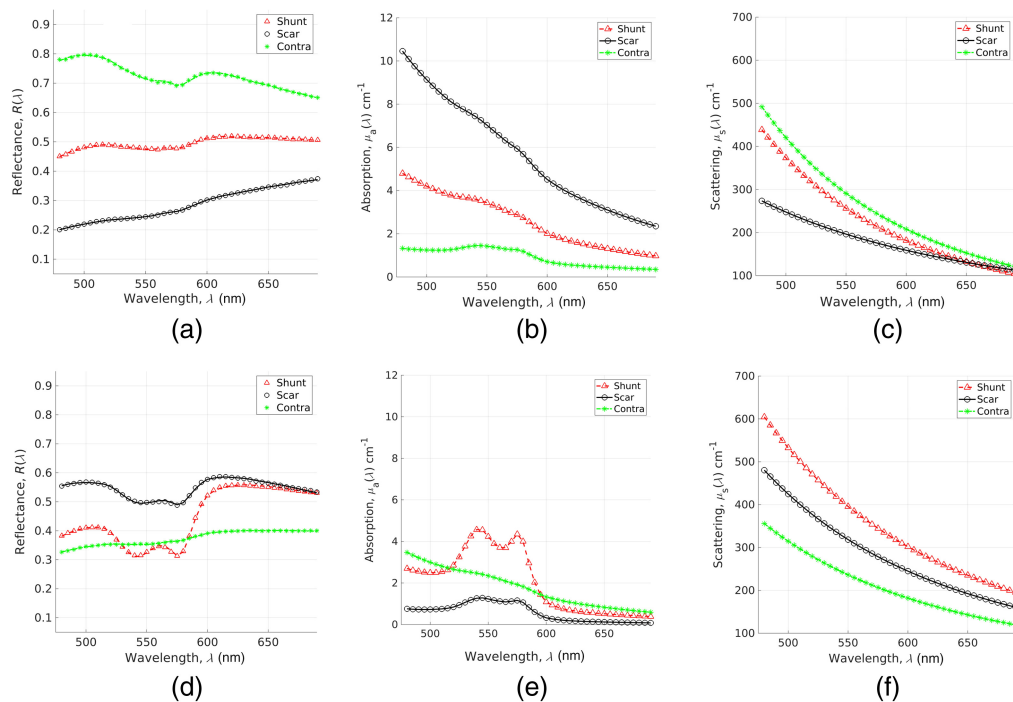 0.9
0.8
0.7
0.6
0.5
0.4
0.3
0.2
0.1
Reflectance, R(λ)
500 550 600 650
Wavelength, λ (nm)
Shunt
Scar
Contra
(a)
12
10
8
6
4
2
0
Absorption, μa(λ) cm-1
500 550 600 650
Wavelength, λ (nm)
Shunt
Scar
Contra
(b)
700
600
500
400
300
200
100
Scattering, μs(λ) cm-1
500 550 600 650
Wavelength, λ (nm)
Shunt
Scar
Contra
(c)
0.9
0.8
0.7
0.6
0.5
0.4
0.3
0.2
0.1
Reflectance, R(λ)
500 550 600 650
Wavelength, λ (nm)
Shunt
Scar
Contra
(d)
12
10
8
6
4
2
0
Absorption, μa(λ) cm-1
500 550 600 650
Wavelength, λ (nm)
Shunt
Scar
Contra
(e)
700
600
500
400
300
200
100
Scattering, μs(λ) cm-1
500 550 600 650
Wavelength, λ (nm)
Shunt
Scar
Contra
(f)